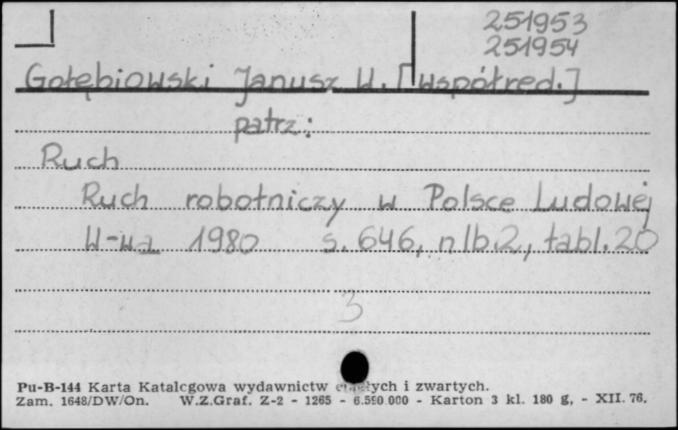 251953
251954
Gołębiowski Janusz W. [współred.]
patrz:
Ruch
Ruch robotniczy w Polsce Ludowej
W-wa 1980 s. 646, nlb.2, tabl.20
3
Pu-B-144 Karta Katalogowa wydawnictw ciągłych i zwartych.
Zam. 1648/DW/On. W.Z.Graf. Z-2 - 1265 - 6.590.000 - Karton 3 kl. 180 g, - XII. 76.